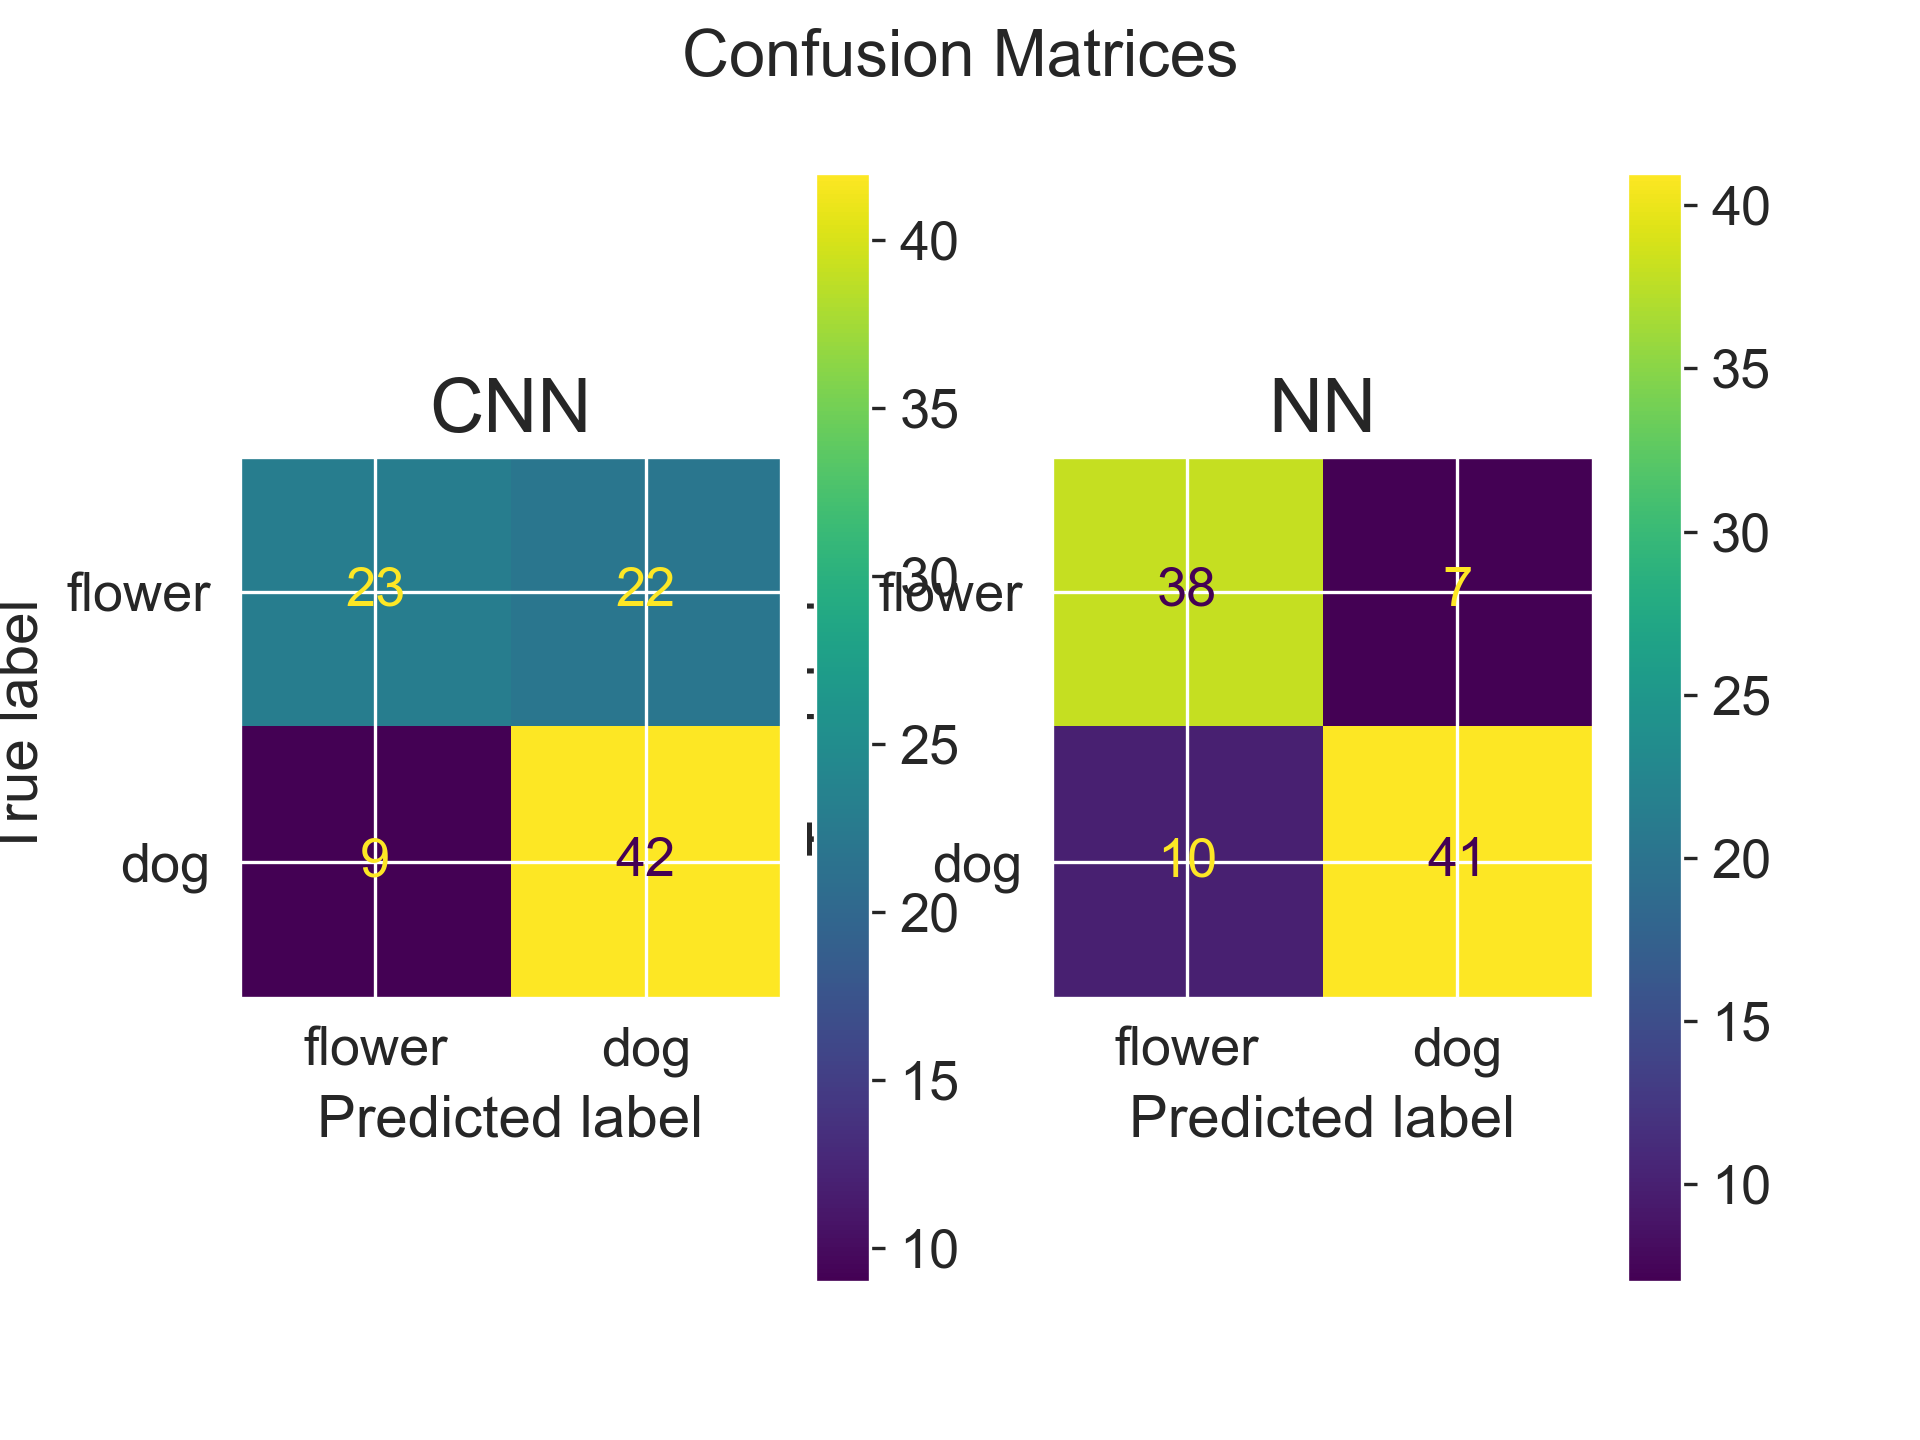 Confusion Matrices
CNN
True label
flower
dog
23 22
9 42
flower dog
Predicted label
40
35
30
25
20
15
10
NN
flower
dog
38 7
10 41
flower dog
Predicted label
40
35
30
25
20
15
10